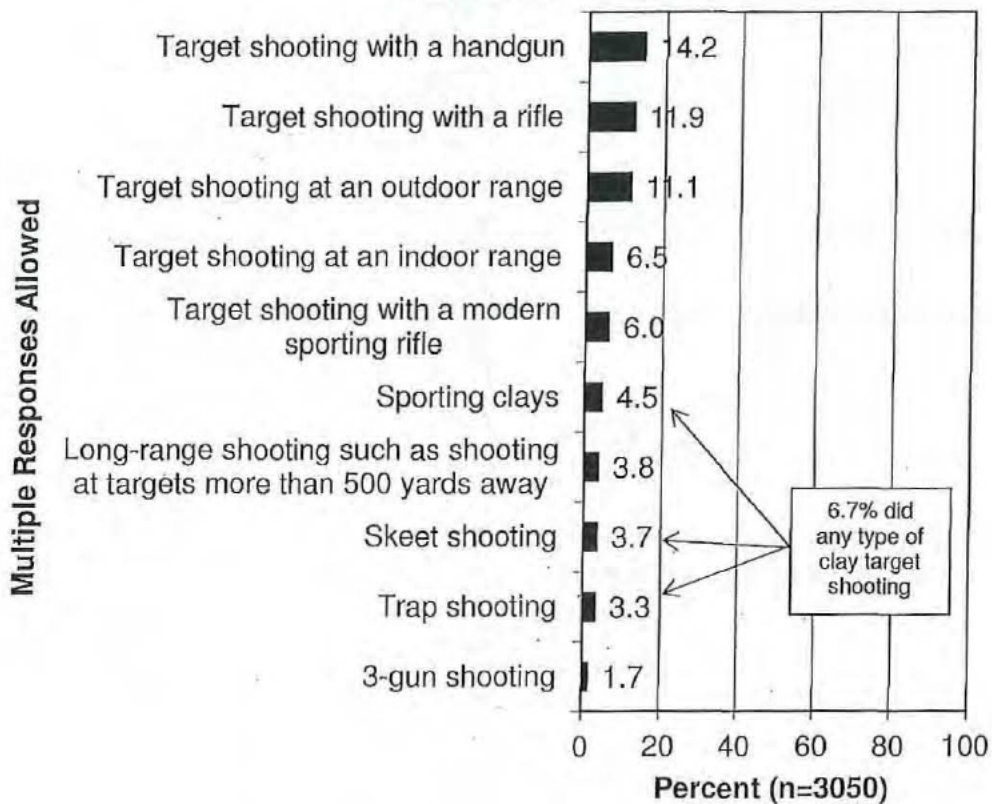 Multiple Responses Allowed
Target shooting with a handgun 14.2
Target shooting with a rifle 11.9
Target shooting at an outdoor range 11.1
Target shooting at an indoor range 6.5
Target shooting with a modern
sporting rifle 6.0
Sporting clays 4.5
Long-range shooting such as shooting
at targets more than 500 yards away 3.8
Skeet shooting 3.7
Trap shooting 3.3
3-gun shooting 1.7
6.7% did
any type of
clay target
shooting
0 20 40 60 80 100
Percent (n=3050)